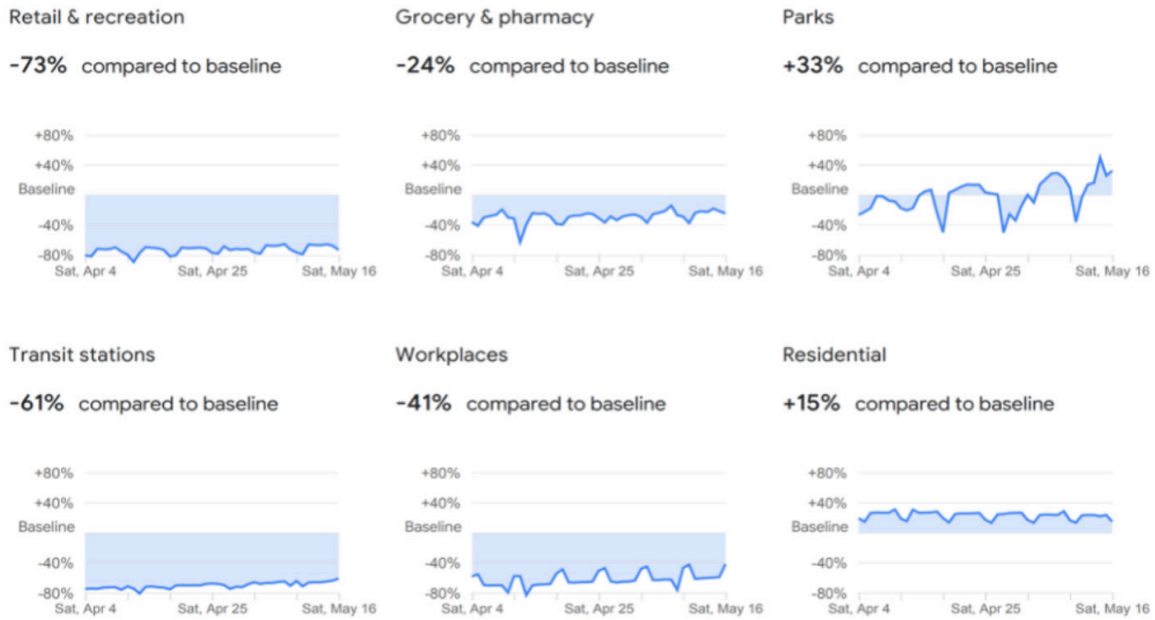 Retail & recreation
-73% compared to baseline
+80%
+40%
Baseline
-40%
-80%
Sat, Apr 4 Sat, Apr 25 Sat, May 16
Grocery & pharmacy
-24% compared to baseline
+80%
+40%
Baseline
-40%
-80%
Sat, Apr 4 Sat, Apr 25 Sat, May 16
Parks
+33% compared to baseline
+80%
+40%
Baseline
-40%
-80%
Sat, Apr 4 Sat, Apr 25 Sat, May 16
Transit stations
-61% compared to baseline
+80%
+40%
Baseline
-40%
-80%
Sat, Apr 4 Sat, Apr 25 Sat, May 16
Workplaces
-41% compared to baseline
+80%
+40%
Baseline
-40%
-80%
Sat, Apr 4 Sat, Apr 25 Sat, May 16
Residential
+15% compared to baseline
+80%
+40%
Baseline
-40%
-80%
Sat, Apr 4 Sat, Apr 25 Sat, May 16